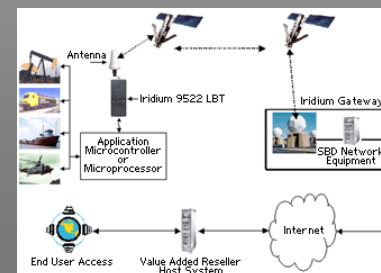 Antenna
Iridium 9522 LBT
Iridium Gateway
Application
Microcontroller
or
Microprocessor
SBD Network
Equipment
Internet
End User Access
Value Added Reseller
Host System